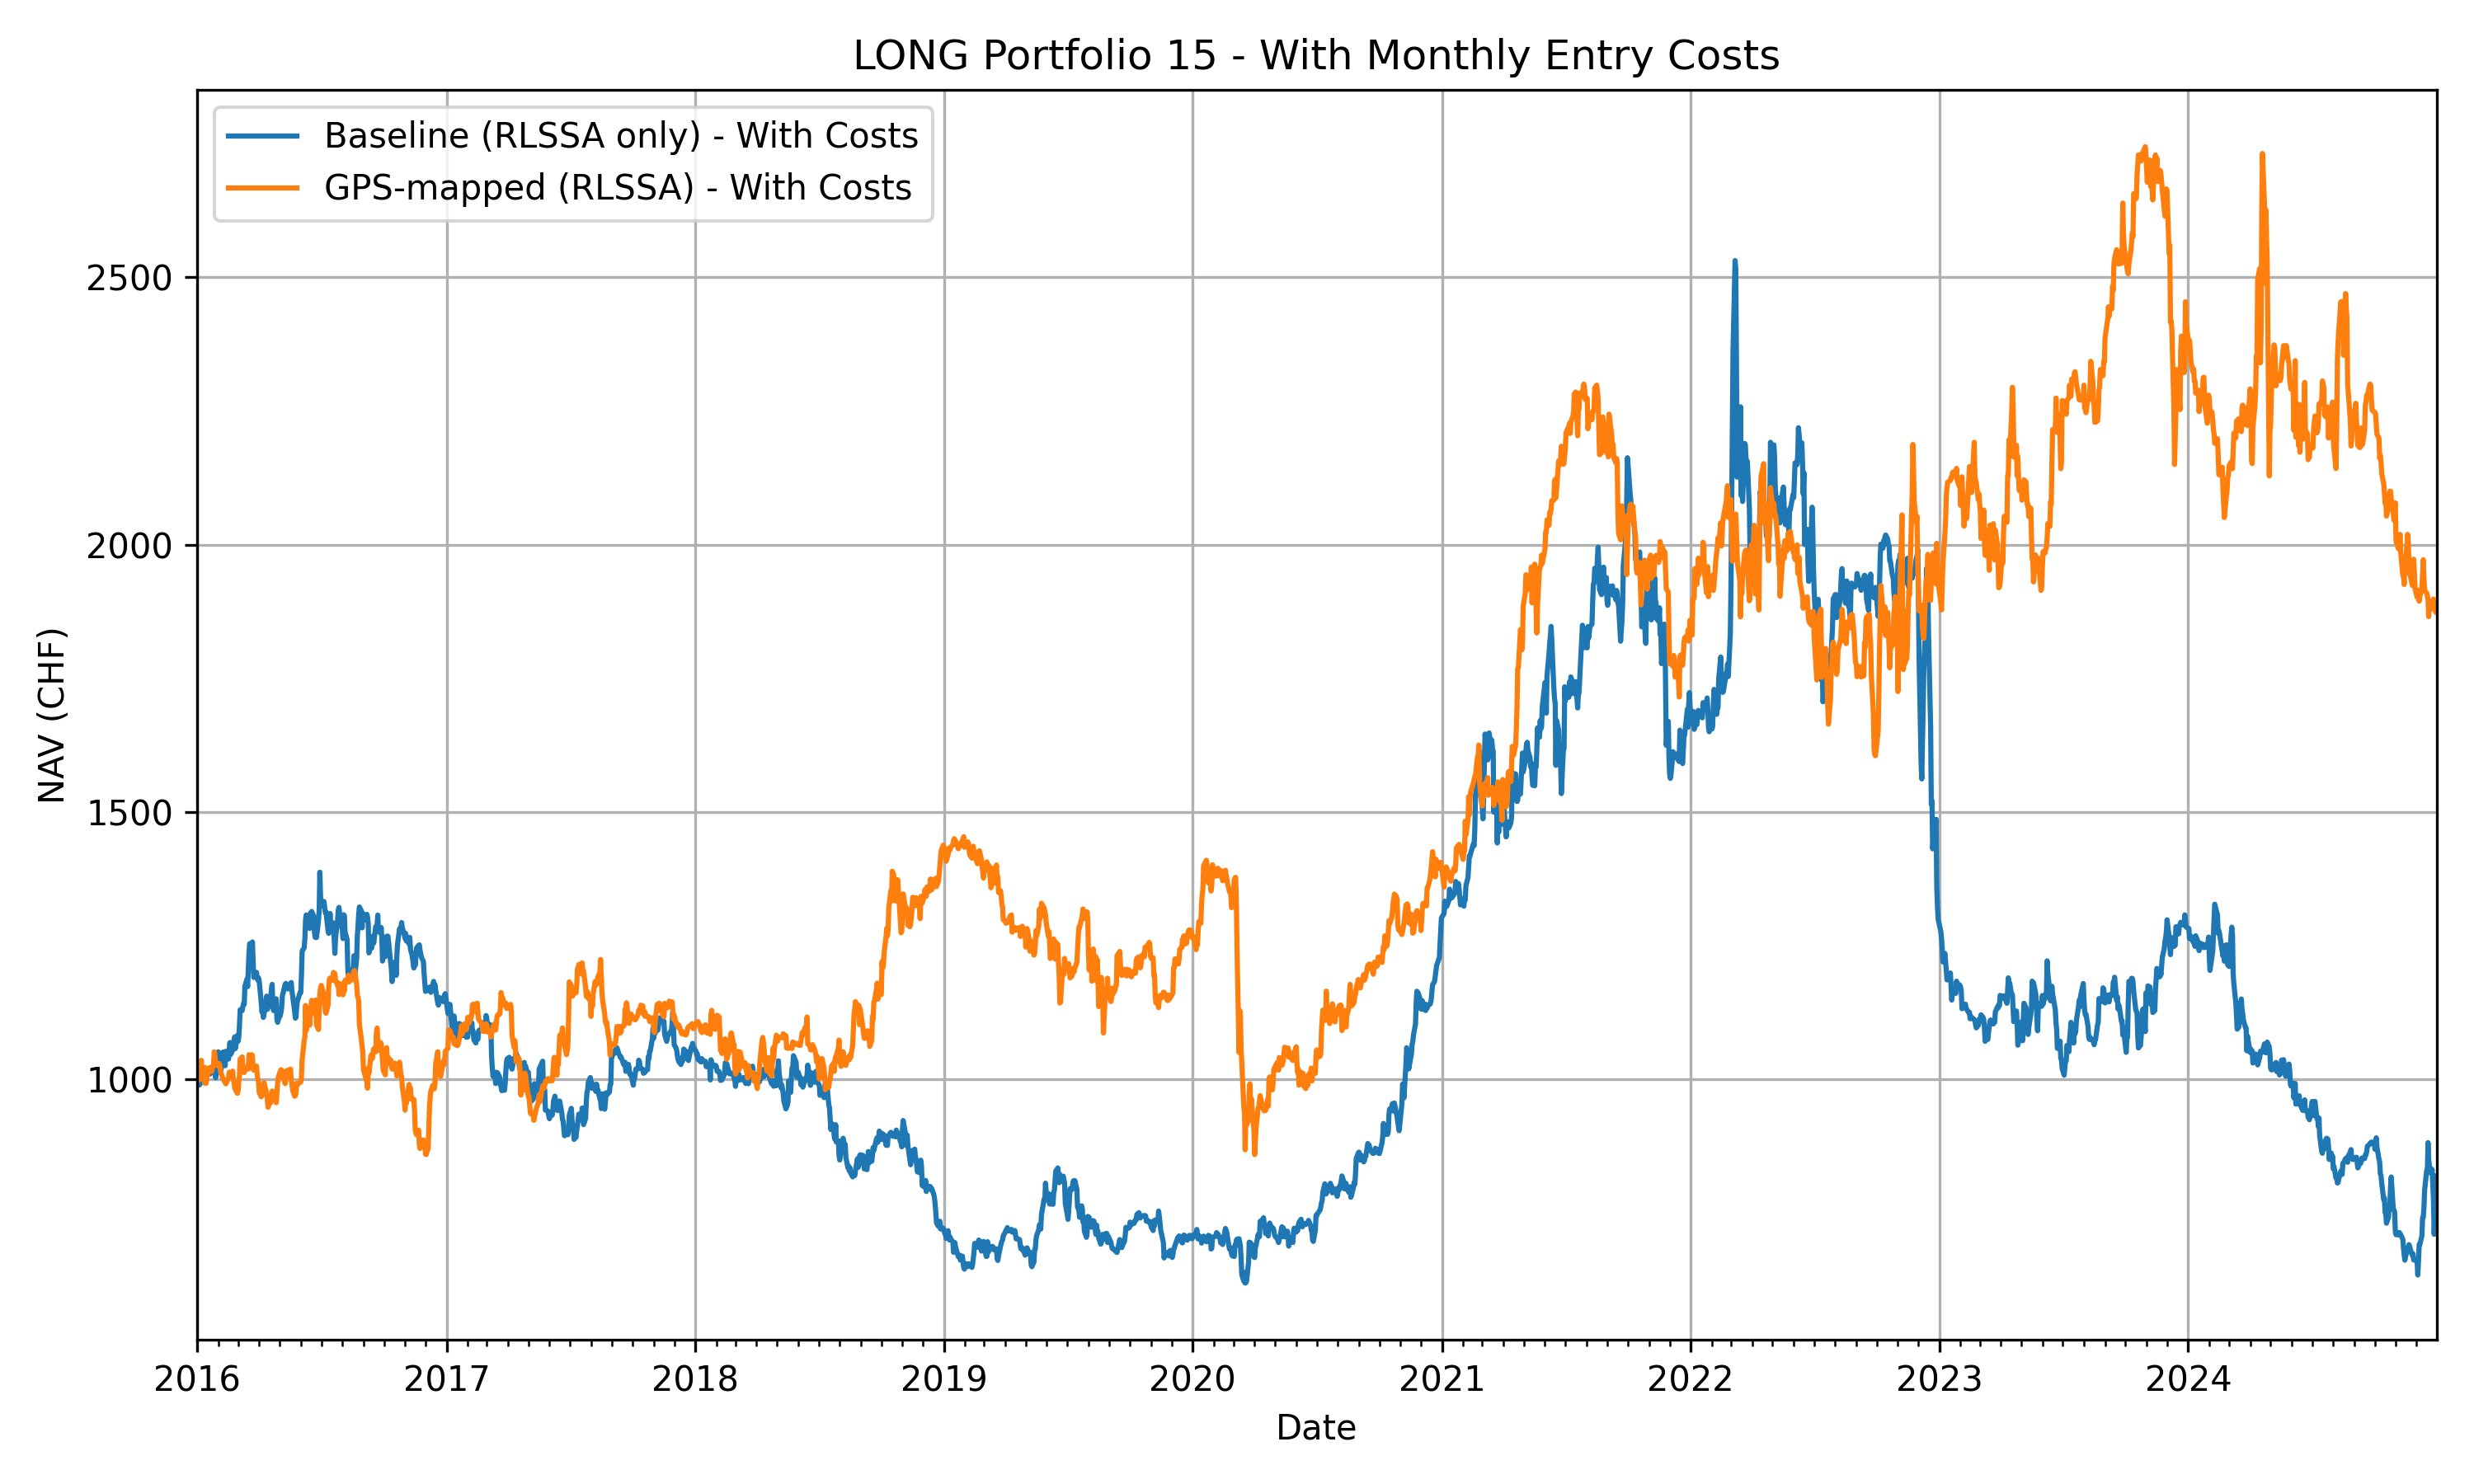 LONG Portfolio 15 - With Monthly Entry Costs
Baseline (RLSSA only) - With Costs
GPS-mapped (RLSSA) - With Costs
NAV (CHF)
2500
2000
1500
1000
2016 2017 2018 2019 2020 2021 2022 2023 2024
Date